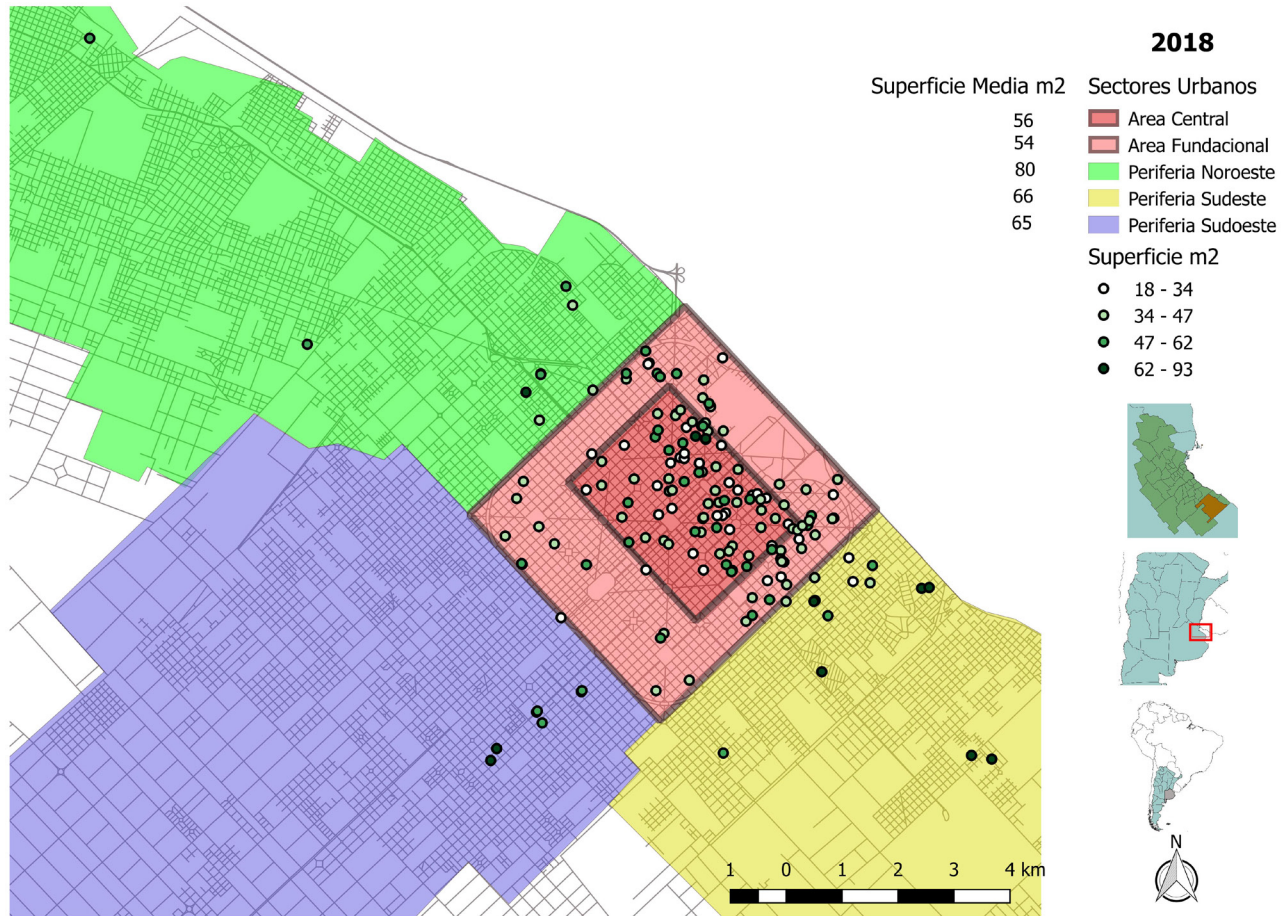 2018
Superficie Media m2
Sectores Urbanos
56
Area Central
54
Area Fundacional
80
Periferia Noroeste
66
Periferia Sudeste
65
Periferia Sudoeste
Superficie m2
18 - 34
34 - 47
47 - 62
62 - 93
1 0 1 2 3 4 km
N